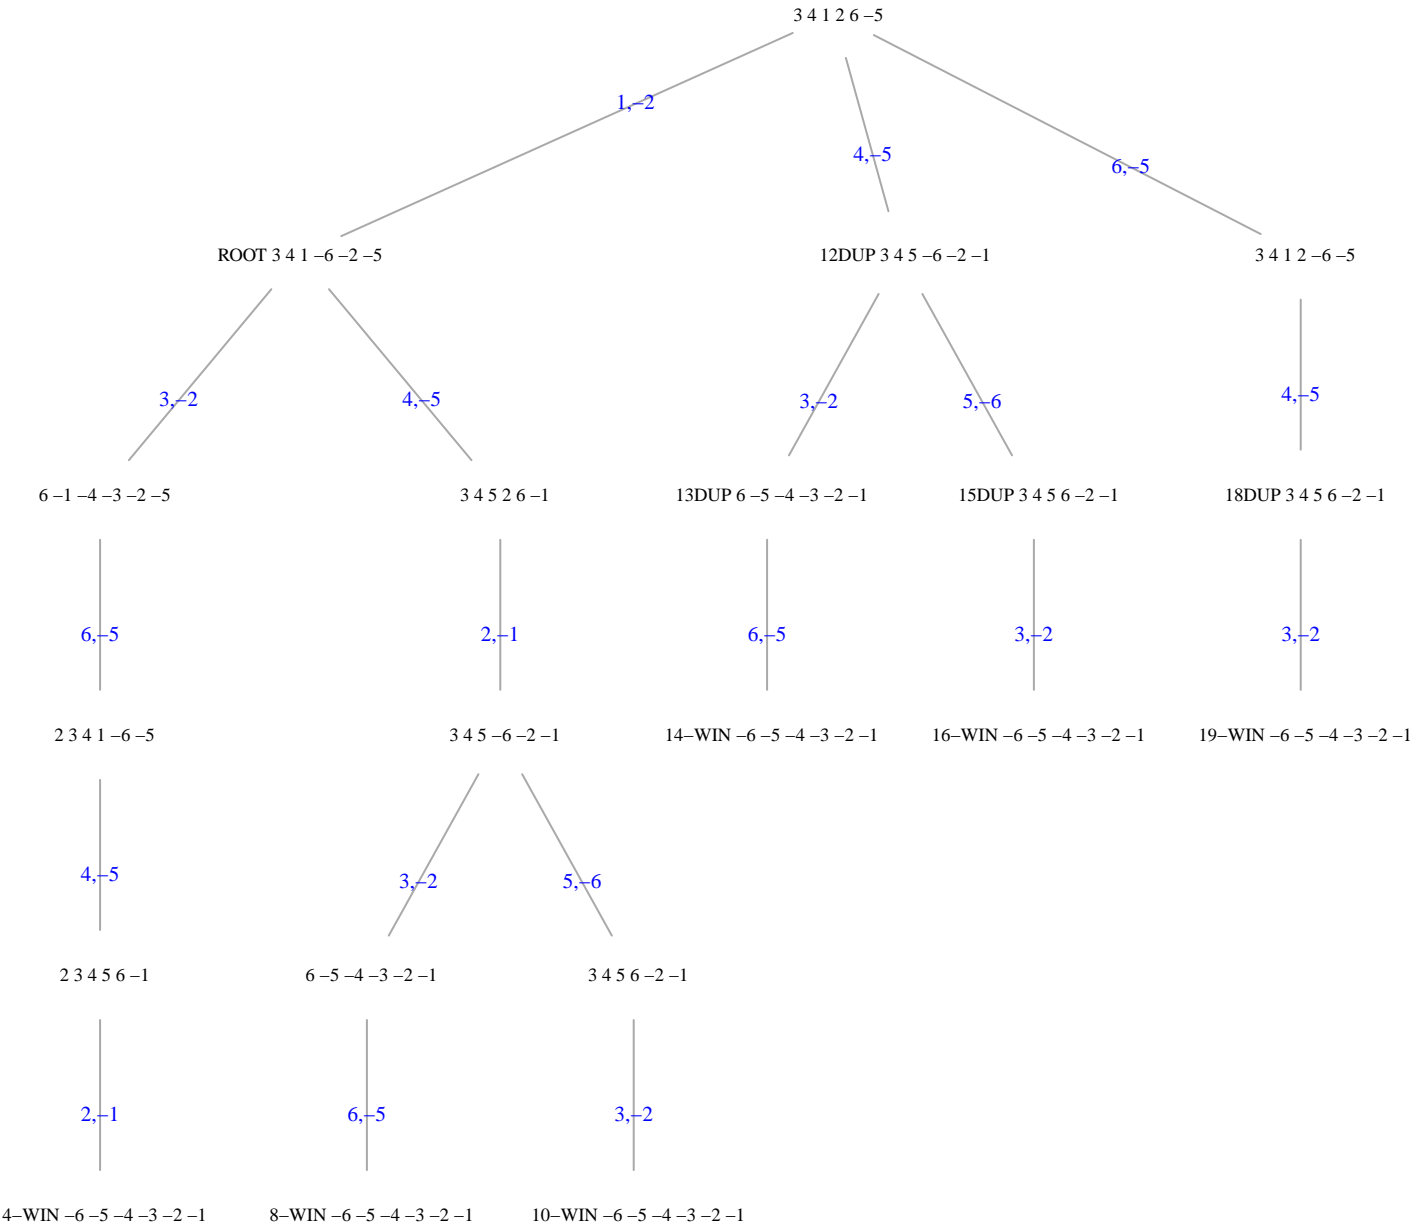 3 4 1 2 6 –5
1,–2
4,–5
6,–5
ROOT 3 4 1 –6 –2 –5
12DUP 3 4 5 –6 –2 –1
3 4 1 2 –6 –5
3,–2
4,–5
3,–2
5,–6
4,–5
6 –1 –4 –3 –2 –5
3 4 5 2 6 –1
13DUP 6 –5 –4 –3 –2 –1
15DUP 3 4 5 6 –2 –1
18DUP 3 4 5 6 –2 –1
6,–5
2,–1
6,–5
3,–2
3,–2
2 3 4 1 –6 –5
3 4 5 –6 –2 –1
14–WIN –6 –5 –4 –3 –2 –1
16–WIN –6 –5 –4 –3 –2 –1
19–WIN –6 –5 –4 –3 –2 –1
4,–5
3,–2
5,–6
2 3 4 5 6 –1
6 –5 –4 –3 –2 –1
3 4 5 6 –2 –1
2,–1
6,–5
3,–2
4–WIN –6 –5 –4 –3 –2 –1
8–WIN –6 –5 –4 –3 –2 –1
10–WIN –6 –5 –4 –3 –2 –1